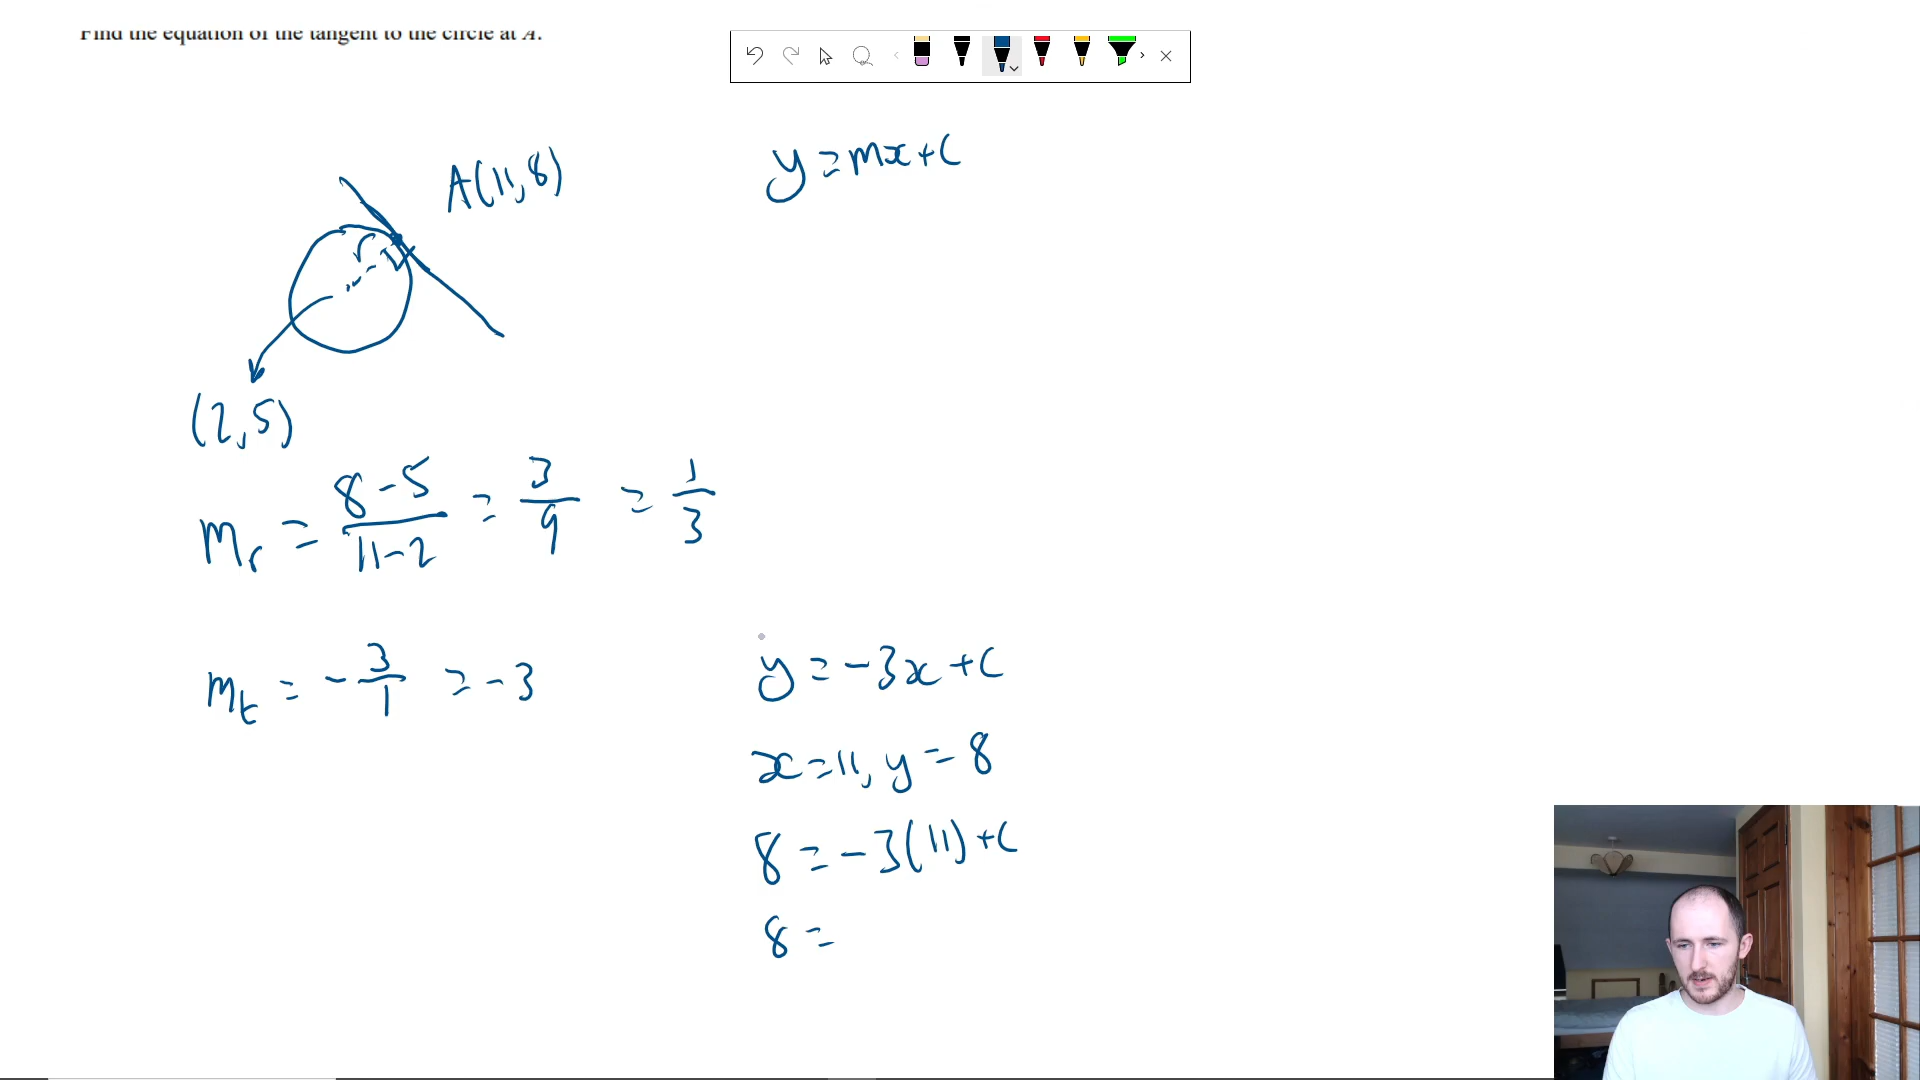 Find the equation of the tangent to the circle at A.
A(11,8)
y=mx+c
r
(2,5)
m_r = 8-5/11-2 = 3/9 = 1/3
m_t = -3/1 = -3
y=-3x+c
x=11, y=8
8=-3(11)+c
8=